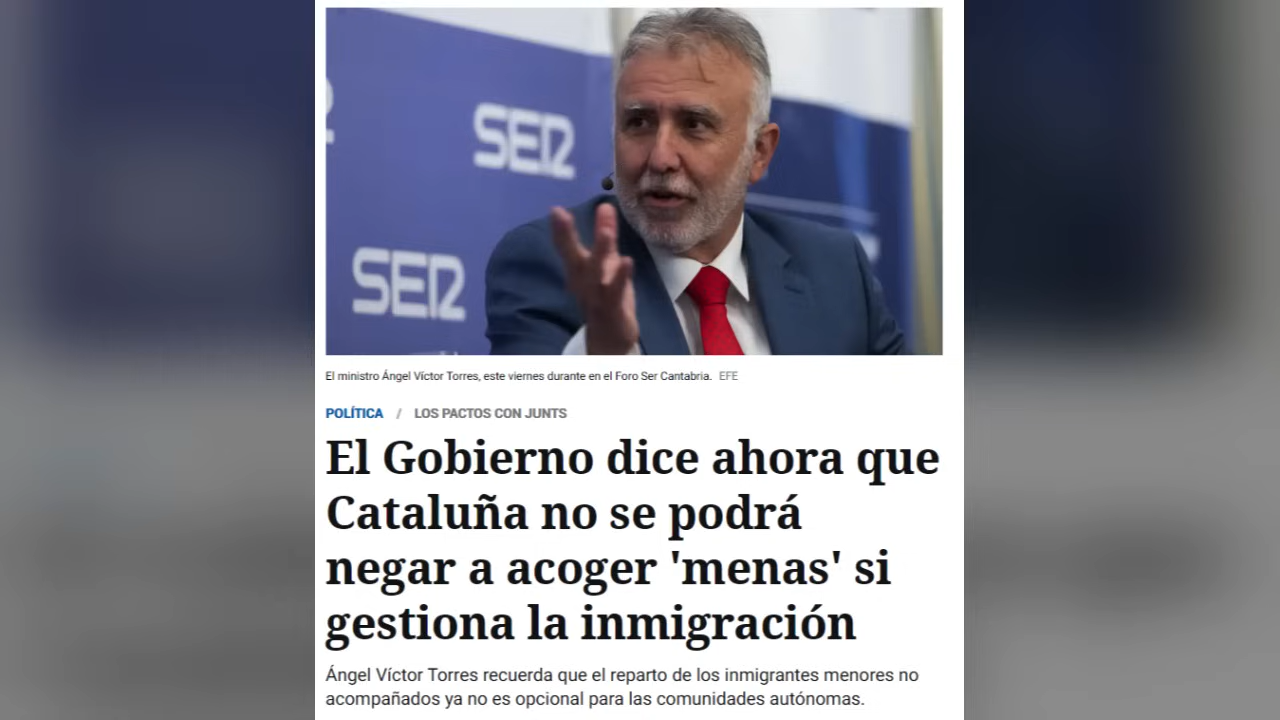 SER
SER
El ministro Ángel Víctor Torres, este viernes durante en el Foro Ser Cantabria. EFE
POLÍTICA / LOS PACTOS CON JUNTS
El Gobierno dice ahora que
Cataluña no se podrá
negar a acoger 'menas' si
gestiona la inmigración
Ángel Víctor Torres recuerda que el reparto de los inmigrantes menores no
acompañados ya no es opcional para las comunidades autónomas.